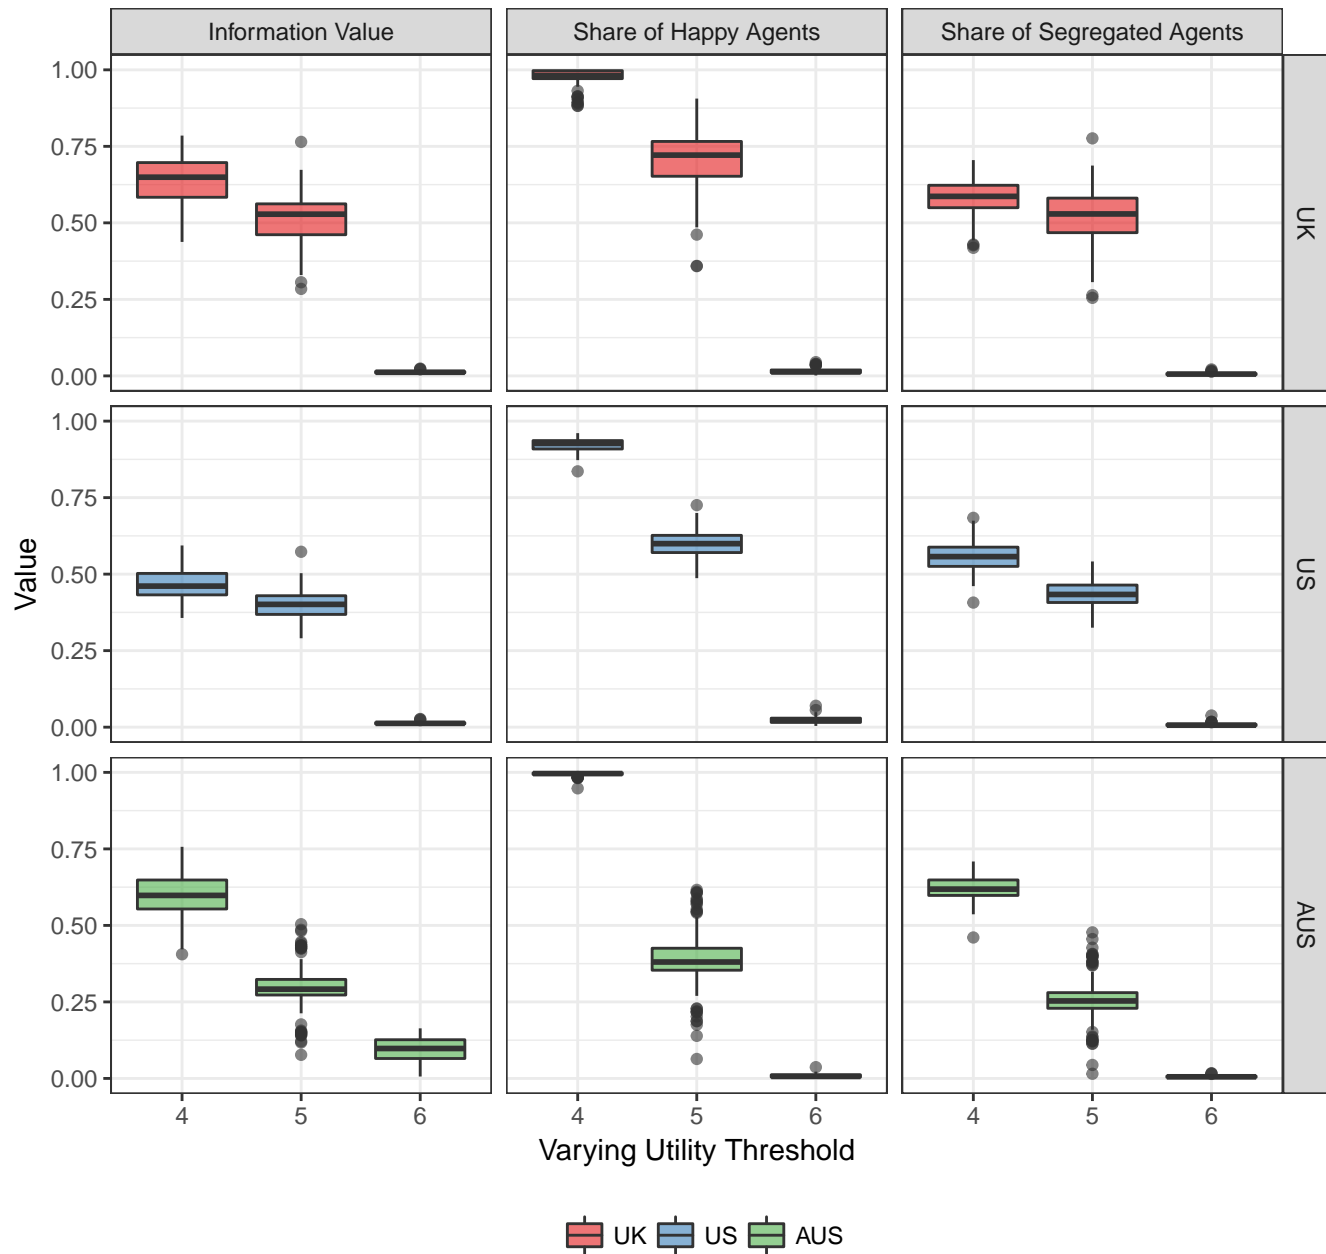 Information Value
Share of Happy Agents
Share of Segregated Agents
1.00
0.75
0.50
0.25
0.00
UK
1.00
0.75
0.50
0.25
0.00
US
1.00
0.75
0.50
0.25
0.00
AUS
Value
4 5 6
4 5 6
4 5 6
Varying Utility Threshold
UK US AUS